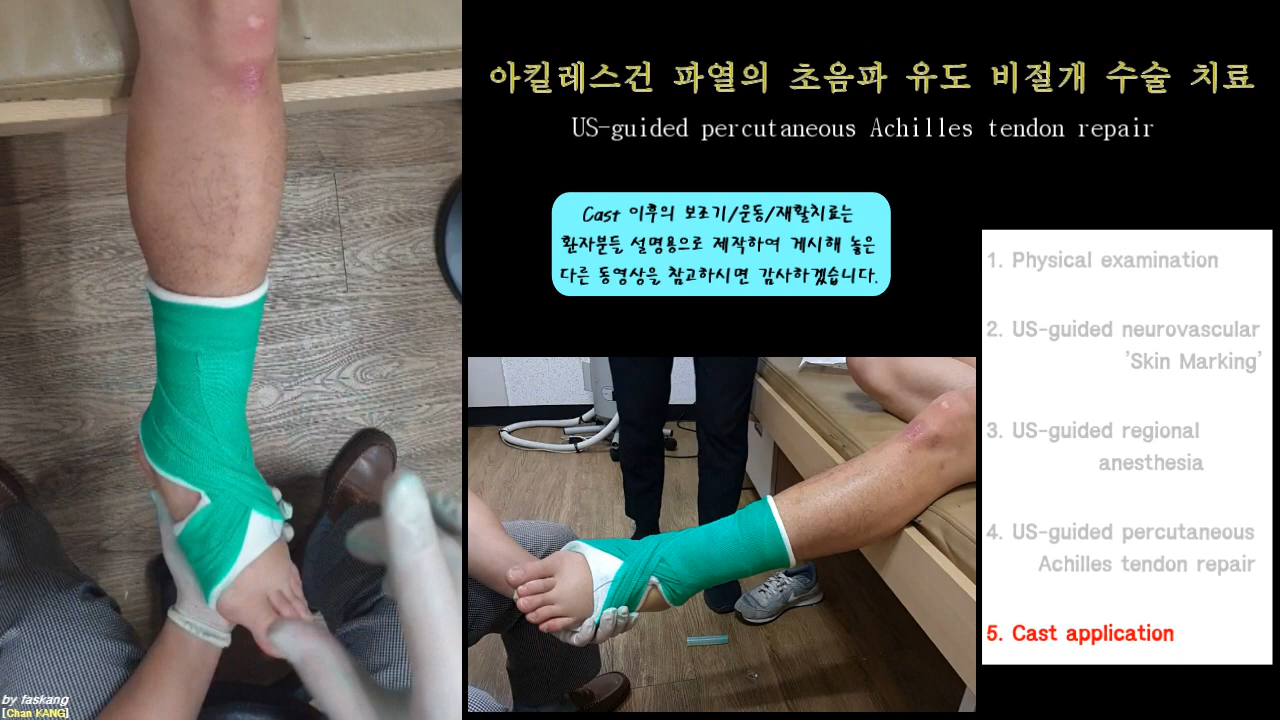 아킬레스건 파열의 초음파 유도 비절개 수술 치료
US-guided percutaneous Achilles tendon repair
Cast 이후의 보조기/운동/재활치료는
환자분들 설명용으로 제작하여 게시해 놓은
다른 동영상을 참고하시면 감사하겠습니다.
1. Physical examination
2. US-guided neurovascular
'Skin Marking'
3. US-guided regional
anesthesia
4. US-guided percutaneous
Achilles tendon repair
5. Cast application
by faskang
[Chan KANG]